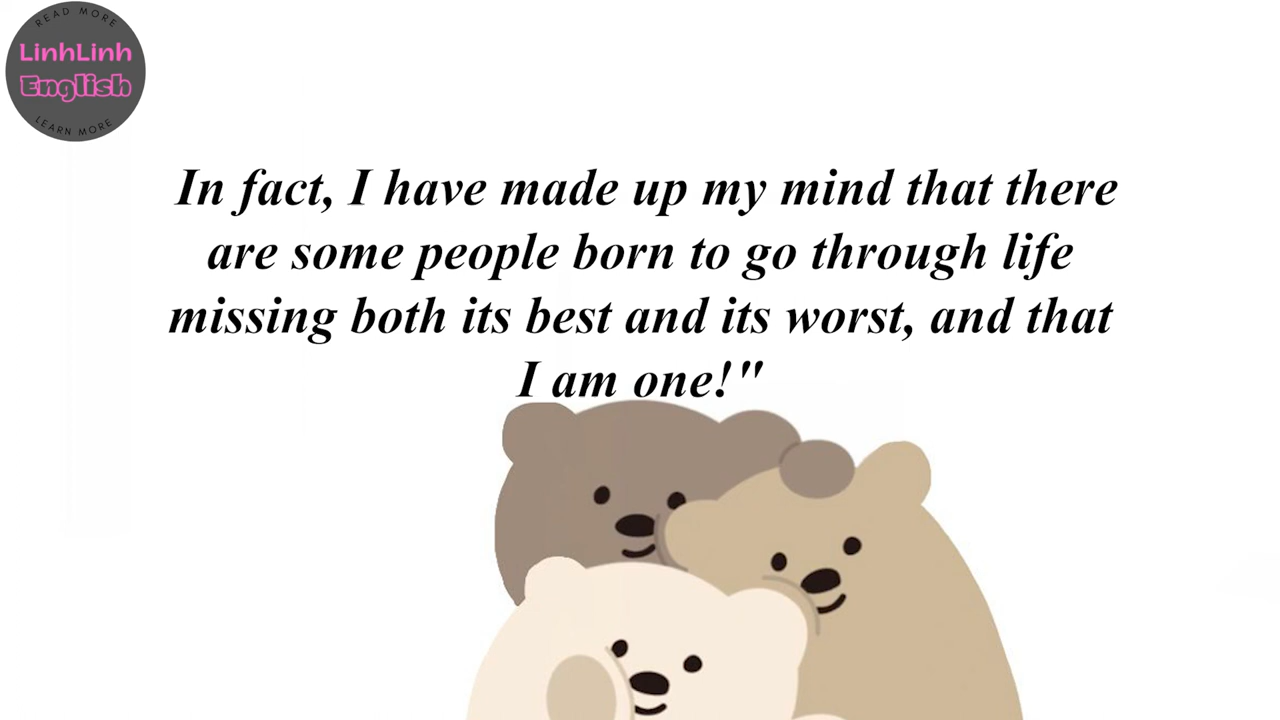 READ MORE
LinhLinh
English
LEARN MORE
In fact, I have made up my mind that there
are some people born to go through life
missing both its best and its worst, and that
I am one!"